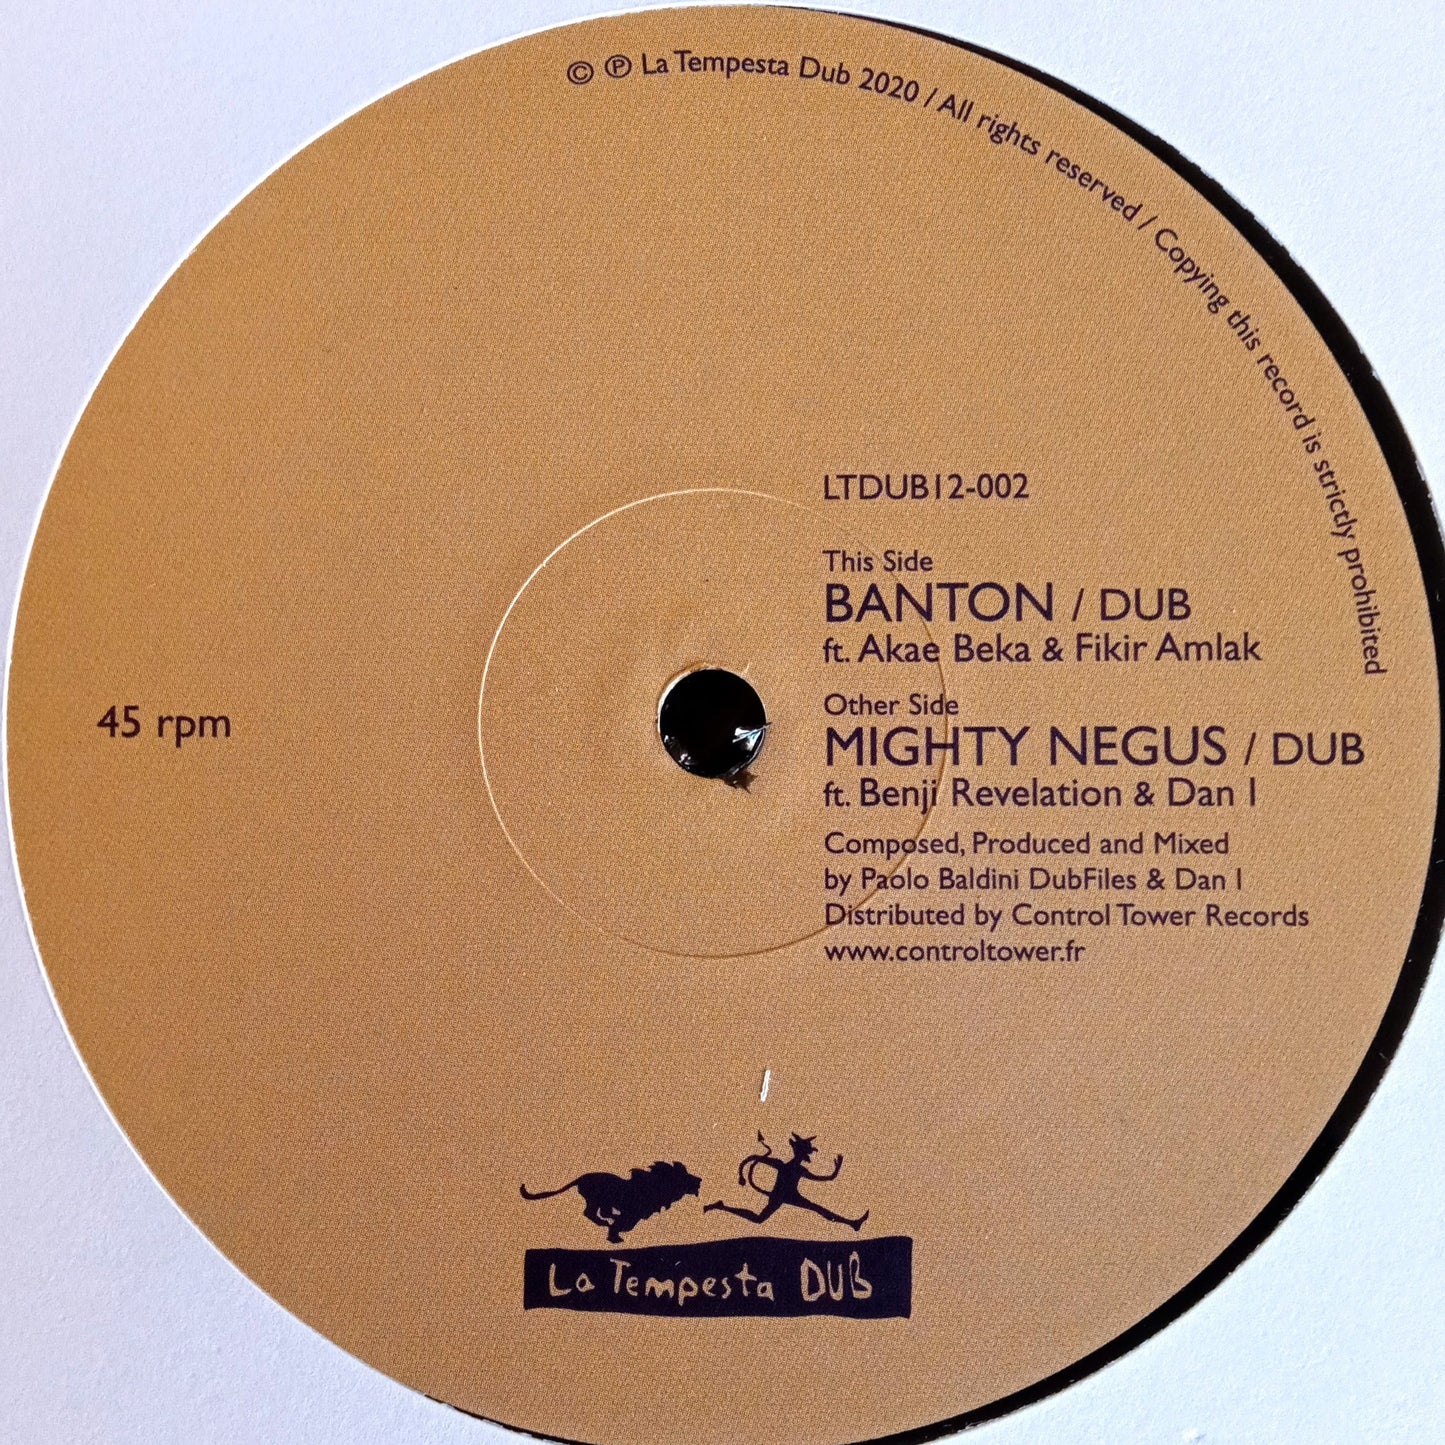 © ℗ La Tempesta Dub 2020 / All rights reserved / Copying this record is strictly prohibited
LTDUB12-002
This Side
BANTON / DUB
ft. Akae Beka & Fikir Amlak
45 rpm
Other Side
MIGHTY NEGUS / DUB
ft. Benji Revelation & Dan I
Composed, Produced and Mixed
by Paolo Baldini DubFiles & Dan I
Distributed by Control Tower Records
www.controltower.fr
La Tempesta DUB